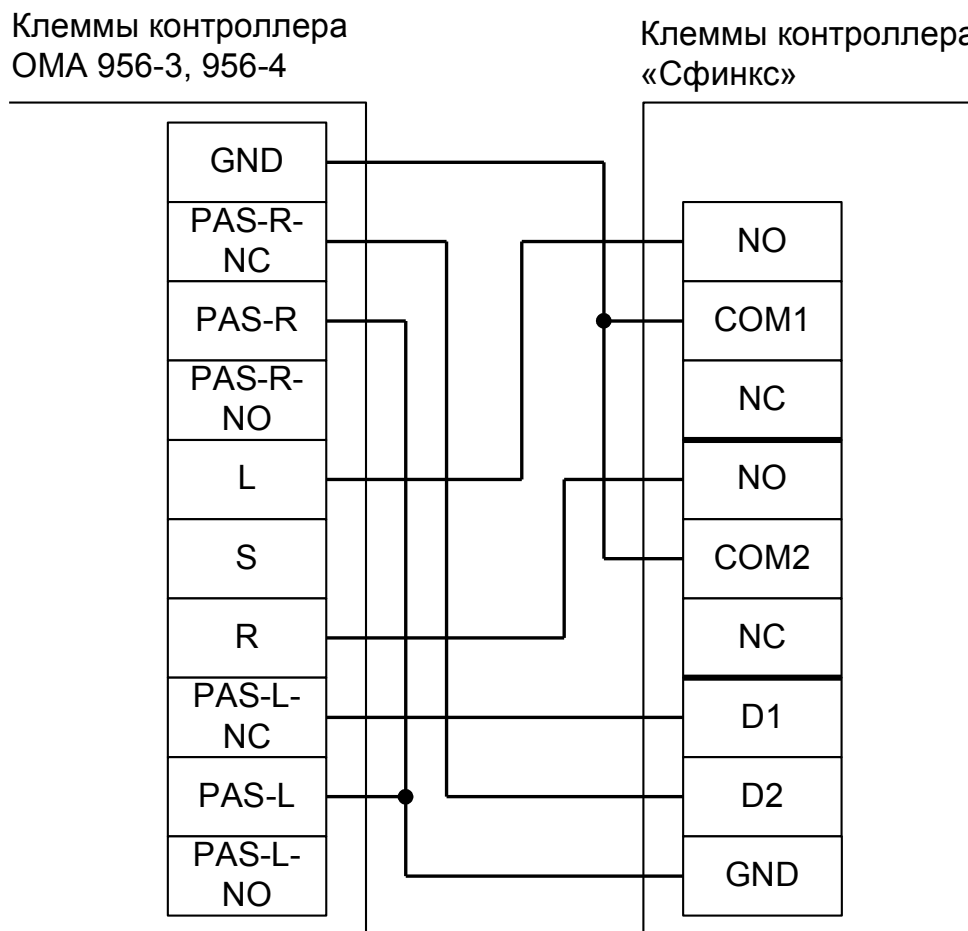 Клеммы контроллера
ОМА 956-3, 956-4
Клеммы контроллера
«Сфинкс»
GND
PAS-R-
NC
PAS-R
PAS-R-
NO
L
S
R
PAS-L-
NC
PAS-L
PAS-L-
NO
NO
COM1
NC
NO
COM2
NC
D1
D2
GND